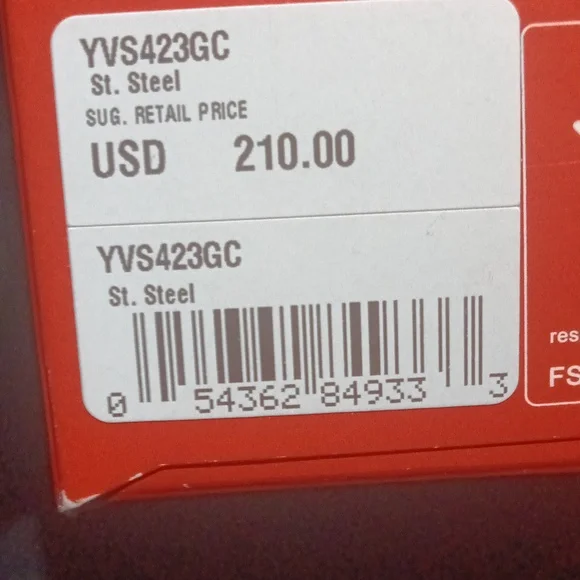 YVS423GC
St. Steel
SUG. RETAIL PRICE
USD 210.00
YVS423GC
St. Steel
0 54362 84933 3
res
FS